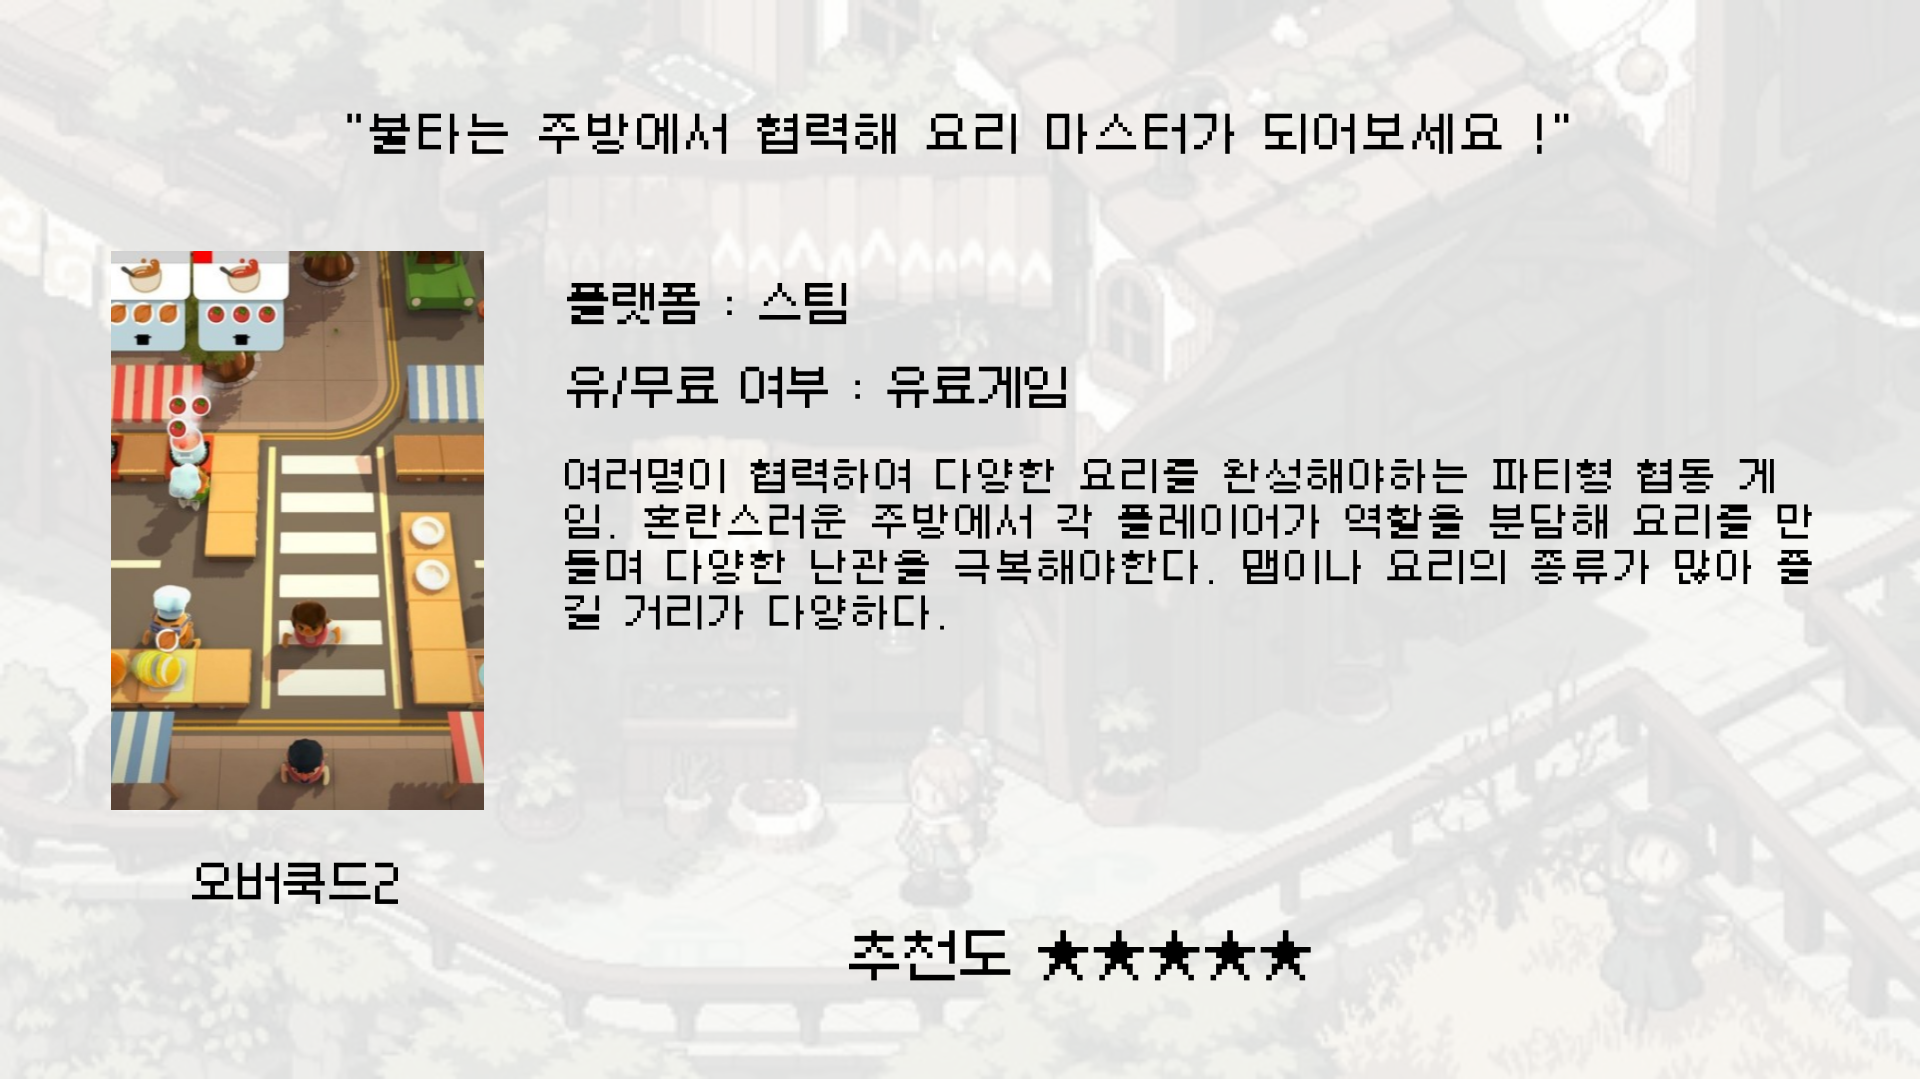 "불타는 주방에서 협력해 요리 마스터가 되어보세요 !"
플랫폼 : 스팀
유/무료 여부 : 유료게임
여러명이 협력하여 다양한 요리를 완성해야하는 파티형 협동 게
임. 혼란스러운 주방에서 각 플레이어가 역할을 분담해 요리를 만
들며 다양한 난관을 극복해야한다. 맵이나 요리의 종류가 많아 즐
길 거리가 다양하다.
오버쿡드2
추천도 ★★★★★